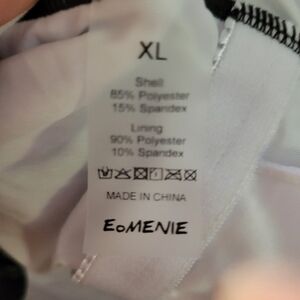 XL
Shell
85% Polyester
15% Spandex
Lining
90% Polyester
10% Spandex
MADE IN CHINA
EOMENIE